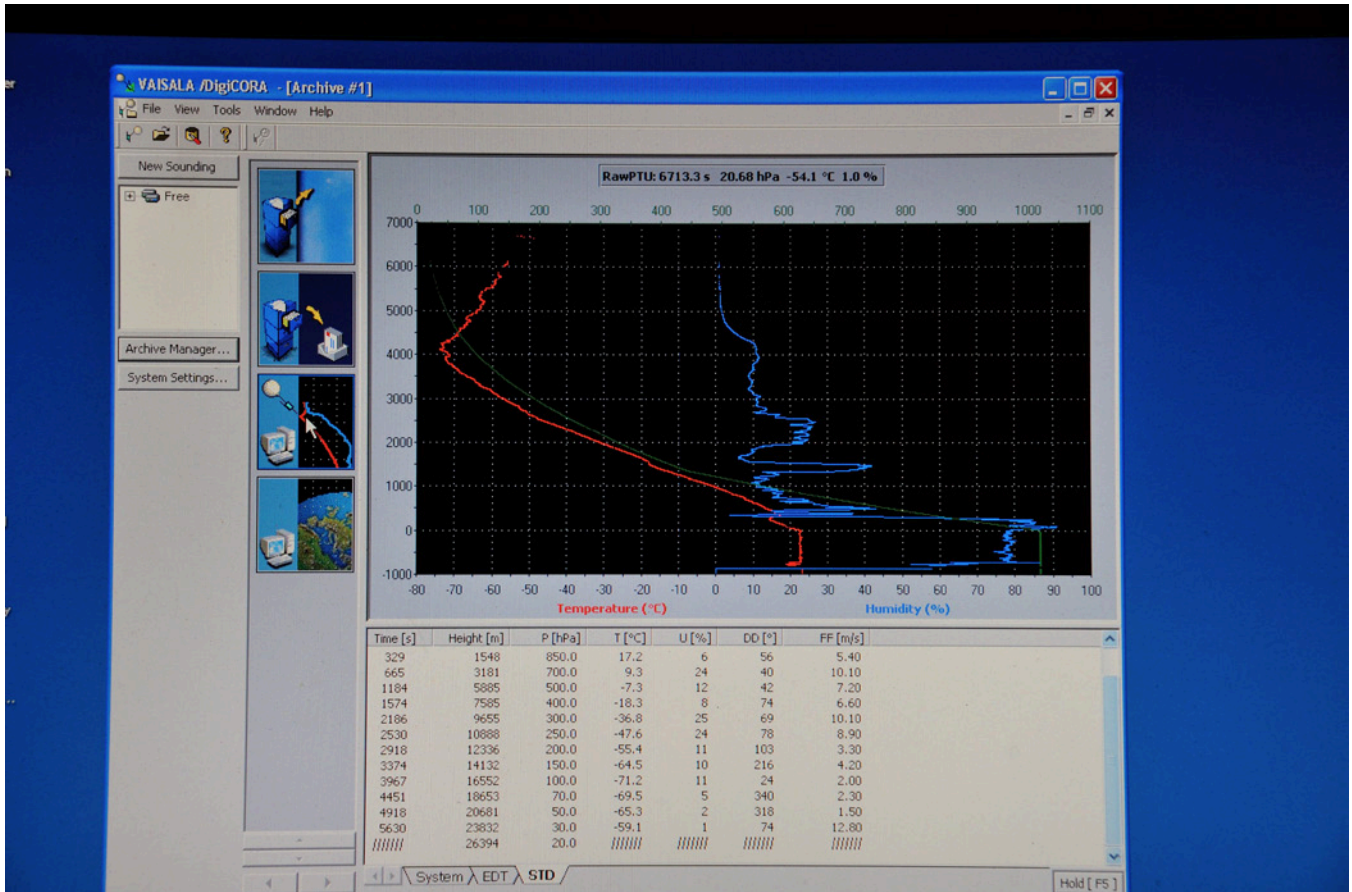 VAISALA /DigiCORA - [Archive #1]
File View Tools Window Help
New Sounding
Free
Archive Manager...
System Settings...
RawPTU: 6713.3 s 20.68 hPa -54.1 °C 1.0 %
0 100 200 300 400 500 600 700 800 900 1000 1100
7000
6000
5000
4000
3000
2000
1000
0
-1000
-80 -70 -60 -50 -40 -30 -20 -10 0 10 20 30 40 50 60 70 80 90 100
Temperature (°C) Humidity (%)
Time [s] Height [m] P [hPa] T [°C] U [%] DD [°] FF [m/s]
329 1548 850.0 17.2 6 56 5.40
665 3181 700.0 9.3 24 40 10.10
1184 5885 500.0 -7.3 12 42 7.20
1574 7585 400.0 -18.3 8 74 6.60
2186 9655 300.0 -36.8 25 69 10.10
2530 10888 250.0 -47.6 24 78 8.90
2918 12336 200.0 -55.4 11 103 3.30
3374 14132 150.0 -64.5 10 216 4.20
3967 16552 100.0 -71.2 11 24 2.00
4451 18653 70.0 -69.5 5 340 2.30
4918 20681 50.0 -65.3 2 318 1.50
5630 23832 30.0 -59.1 1 74 12.80
/////// 26394 20.0 /////// /////// /////// ///////
System EDT STD
Hold [ F5 ]